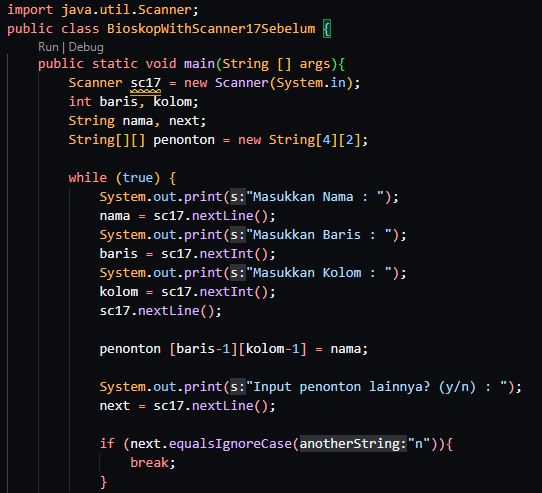 import java.util.Scanner;
public class BioskopWithScanner17Sebelum {
Run | Debug
public static void main(String [] args){
Scanner sc17 = new Scanner(System.in);
int baris, kolom;
String nama, next;
String[][] penonton = new String[4][2];
while (true) {
System.out.print(s:"Masukkan Nama : ");
nama = sc17.nextLine();
System.out.print(s:"Masukkan Baris : ");
baris = sc17.nextInt();
System.out.print(s:"Masukkan Kolom : ");
kolom = sc17.nextInt();
sc17.nextLine();
penonton [baris-1][kolom-1] = nama;
System.out.print(s:"Input penonton lainnya? (y/n) : ");
next = sc17.nextLine();
if (next.equalsIgnoreCase(anotherString:"n")){
break;
}